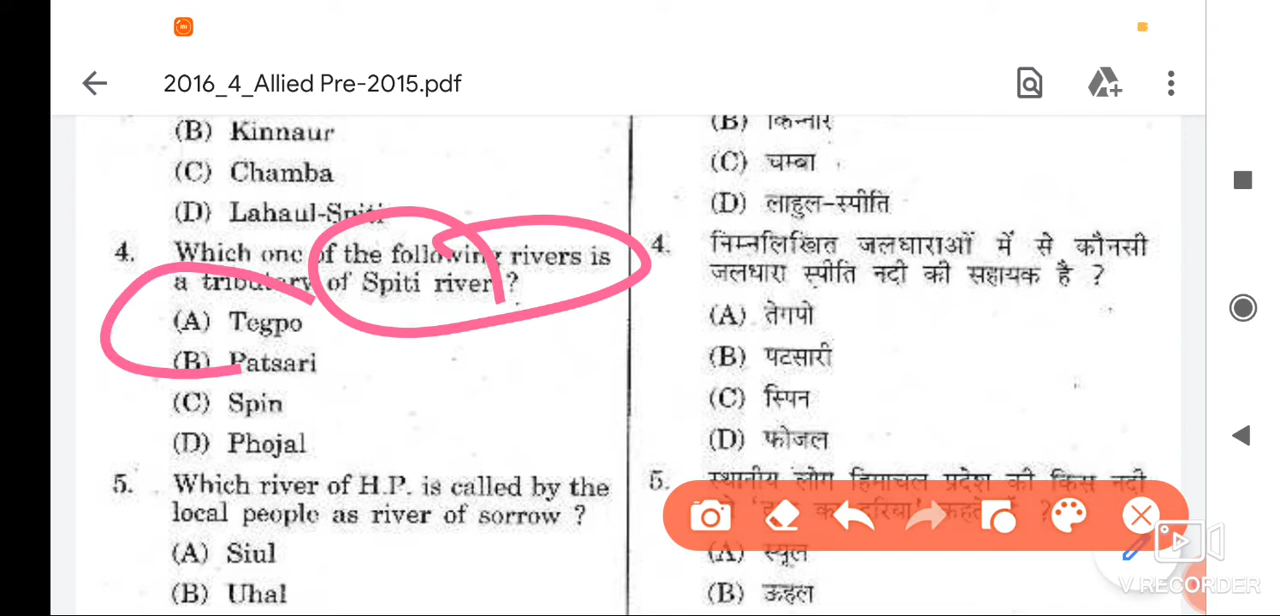 2016_4_Allied Pre-2015.pdf
(B) Kinnaur
(C) Chamba
(D) Lahaul-Spiti
4. Which one of the following rivers is
a tributary of Spiti river ?
(A) Tegpo
(B) Patsari
(C) Spin
(D) Phojal
5. Which river of H.P. is called by the
local people as river of sorrow ?
(A) Siul
(B) Uhal
(B) किन्नौर
(C) चम्बा
(D) लाहुल-स्पीति
4. निम्नलिखित जलधाराओं में से कौनसी
जलधारा स्पीति नदी की सहायक है ?
(A) तेगपो
(B) पटसारी
(C) स्पिन
(D) फोजल
5. स्थानीय लोग हिमाचल प्रदेश की किस नदी
(A) स्यूल
(B) ऊहल
V RECORDER